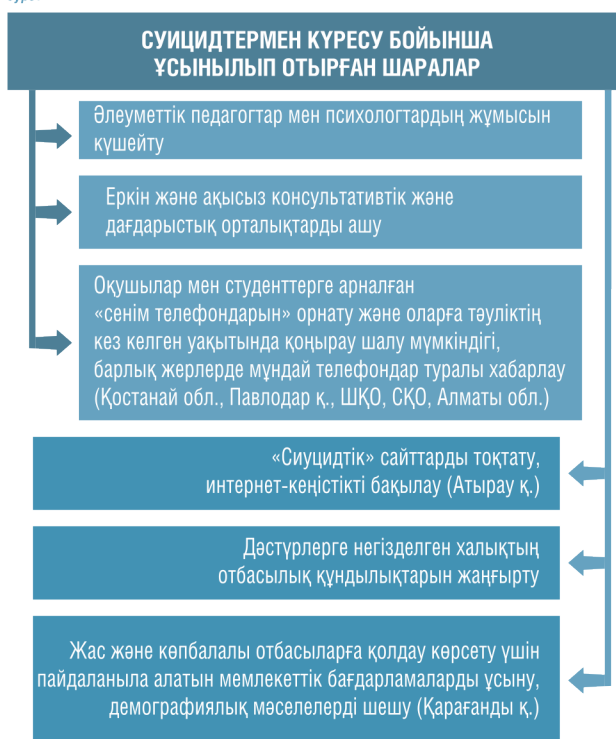 СУИЦИДТЕРМЕН КҮРЕСУ БОЙЫНША
ҰСЫНЫЛЫП ОТЫРҒАН ШАРАЛАР
Әлеуметтік педагогтар мен психологтардың жұмысын
күшейту
Еркін және ақысыз консультативтік және
дағдарыстық орталықтарды ашу
Оқушылар мен студенттерге арналған
«сенім телефондарын» орнату және оларға тәуліктің
кез келген уақытында қоңырау шалу мүмкіндігі,
барлық жерлерде мұндай телефондар туралы хабарлау
(Қостанай обл., Павлодар қ., ШҚО, СҚО, Алматы обл.)
«Сиуцидтік» сайттарды тоқтату,
интернет-кеңістікті бақылау (Атырау қ.)
Дәстүрлерге негізделген халықтың
отбасылық құндылықтарын жаңғырту
Жас және көпбалалы отбасыларға қолдау көрсету үшін
пайдаланыла алатын мемлекеттік бағдарламаларды ұсыну,
демографиялық мәселелерді шешу (Қарағанды қ.)